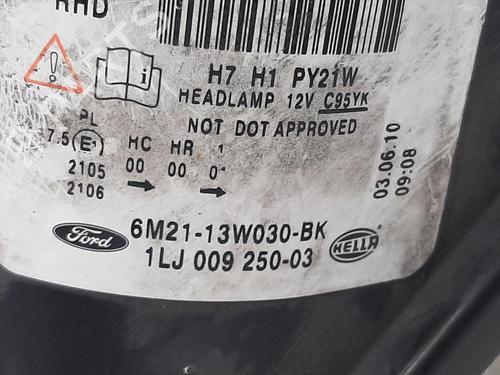 RHD
H7 H1 PY21W
HEADLAMP 12V C95YK
NOT DOT APPROVED
PL
7.5 E1 HC HR 1
2105 00 00 0
2106
03.06.10
09:08
Ford
6M21-13W030-BK
HELLA
1LJ 009 250-03